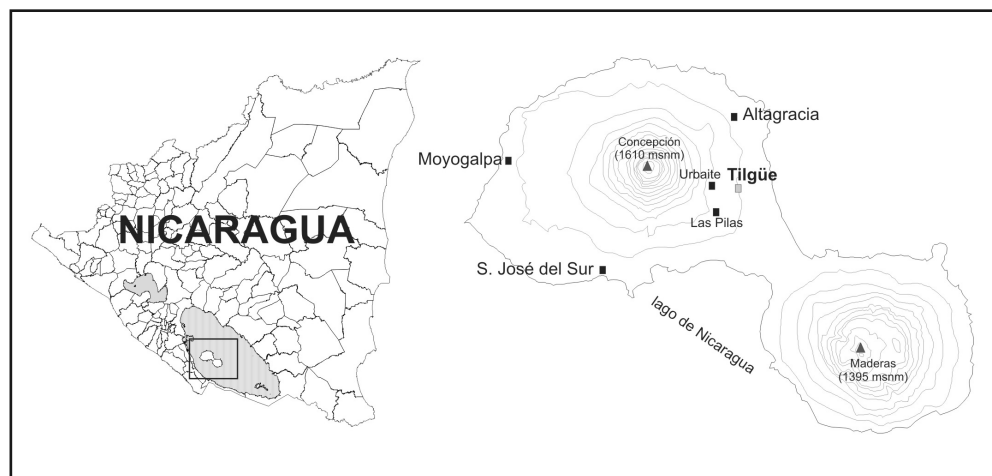 NICARAGUA
Altagracia
Concepción
(1610 msnm)
Moyogalpa
Urbaite
Tilgüe
Las Pilas
S. José del Sur
lago de Nicaragua
Maderas
(1395 msnm)